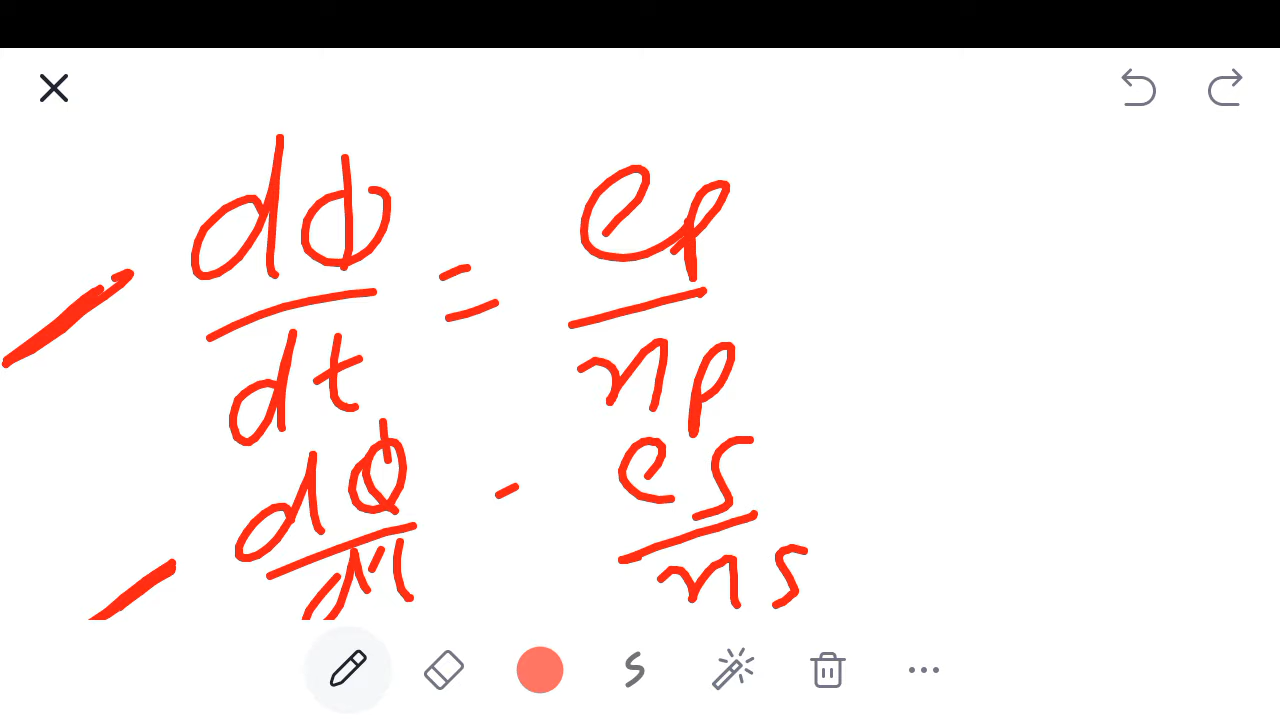 - dΦ/dt = ep/np
- dΦ/dt - es/ns